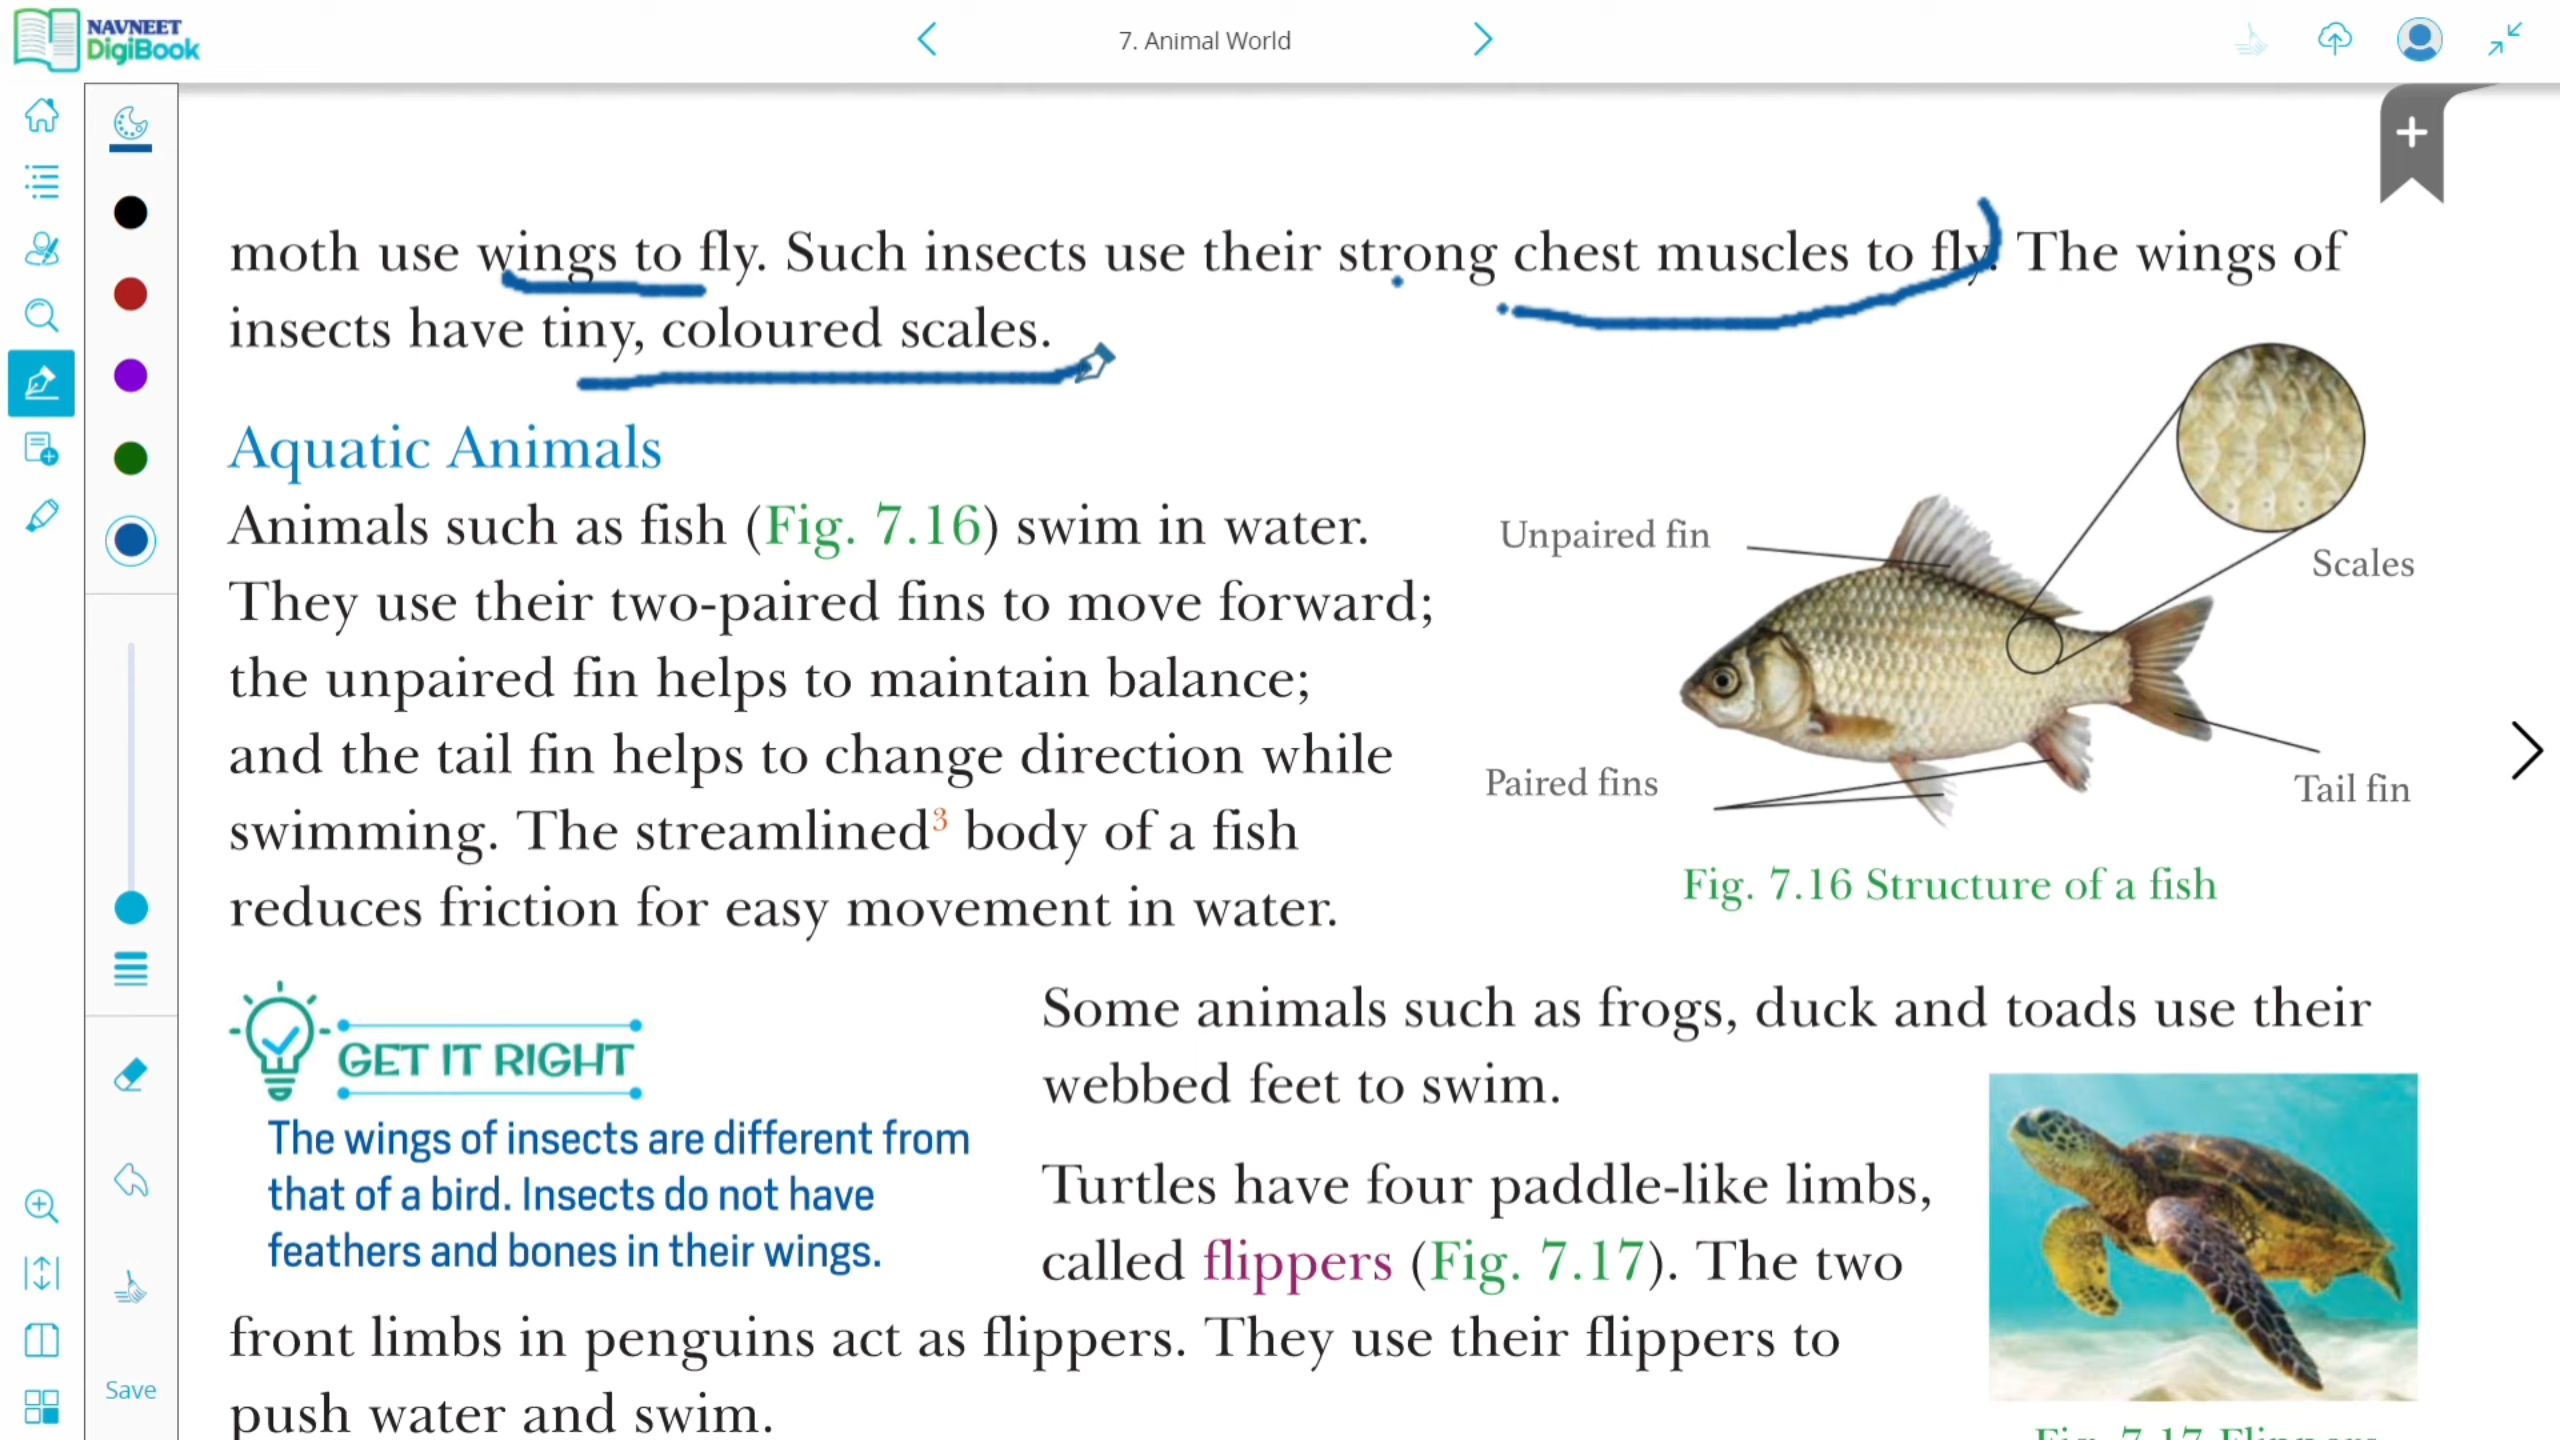 NAVNEET
DigiBook
7. Animal World
moth use wings to fly. Such insects use their strong chest muscles to fly. The wings of
insects have tiny, coloured scales.
Aquatic Animals
Animals such as fish (Fig. 7.16) swim in water.
They use their two-paired fins to move forward;
the unpaired fin helps to maintain balance;
and the tail fin helps to change direction while
swimming. The streamlined³ body of a fish
reduces friction for easy movement in water.
Unpaired fin
Scales
Paired fins
Tail fin
Fig. 7.16 Structure of a fish
GET IT RIGHT
The wings of insects are different from
that of a bird. Insects do not have
feathers and bones in their wings.
Some animals such as frogs, duck and toads use their
webbed feet to swim.
Turtles have four paddle-like limbs,
called flippers (Fig. 7.17). The two
front limbs in penguins act as flippers. They use their flippers to
push water and swim.
Fig. 7.17 Flippers
Save